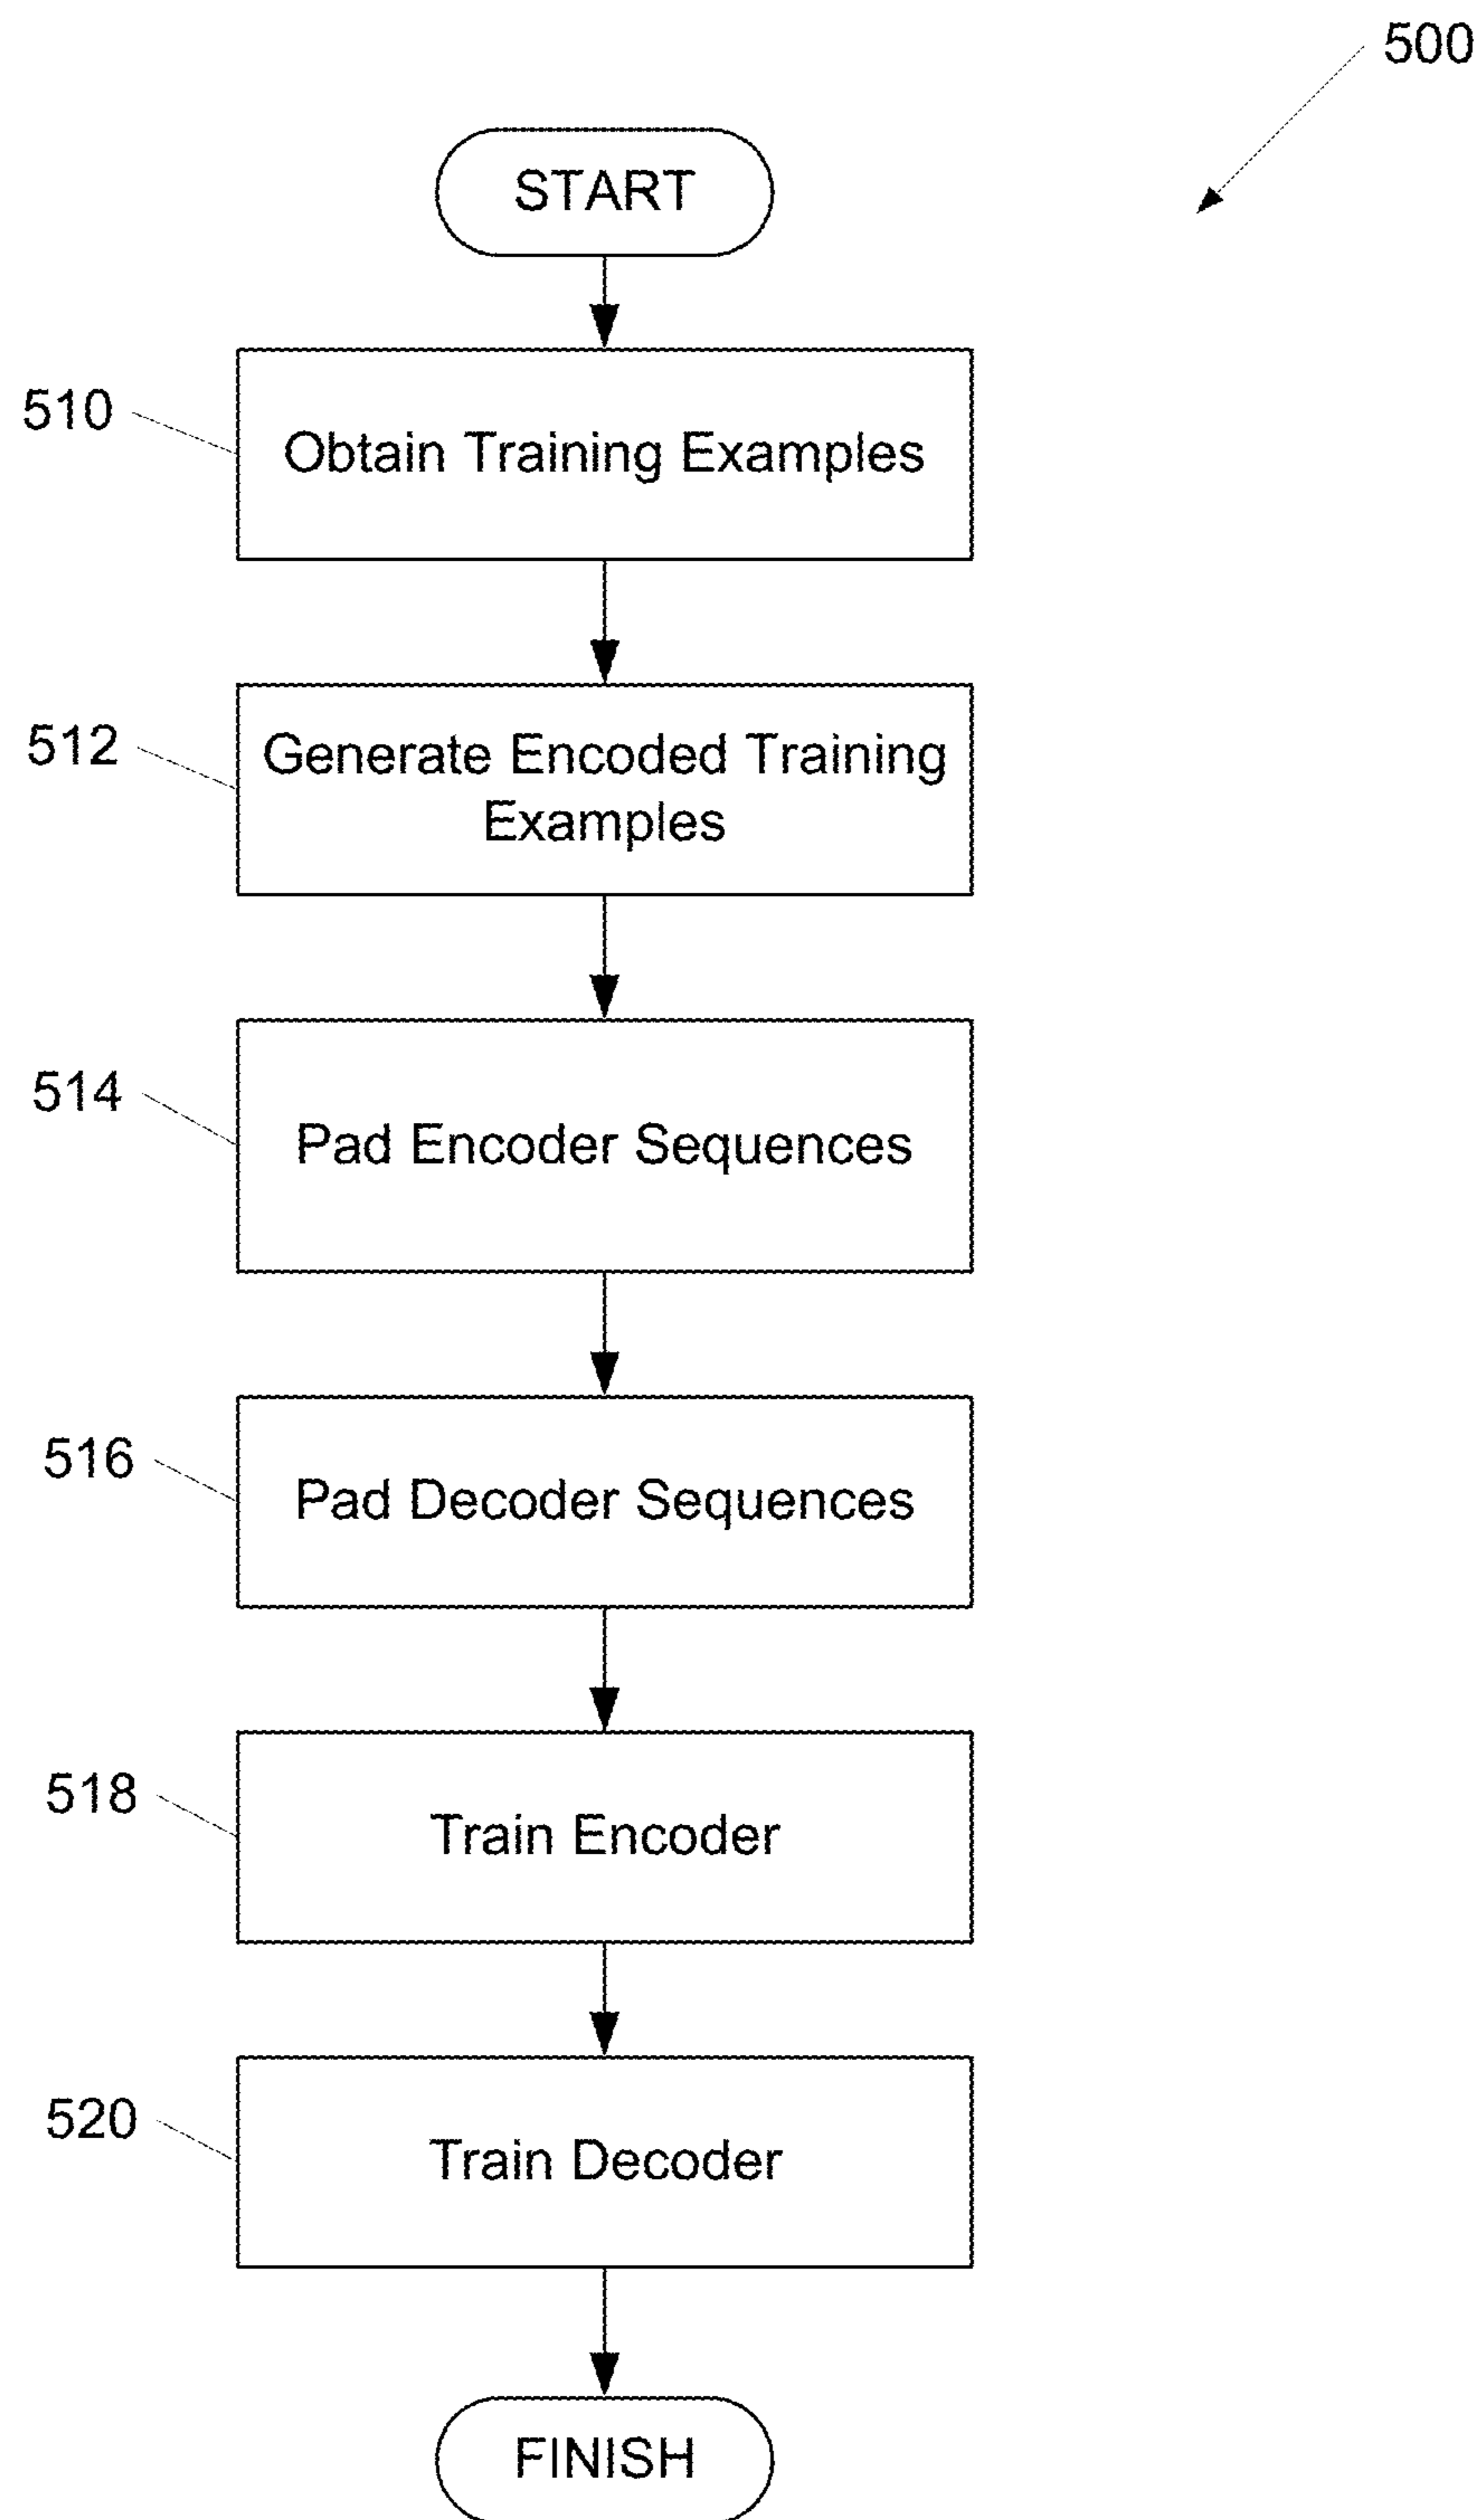 500
START
510
Obtain Training Examples
512
Generate Encoded Training
Examples
514
Pad Encoder Sequences
516
Pad Decoder Sequences
518
Train Encoder
520
Train Decoder
FINISH